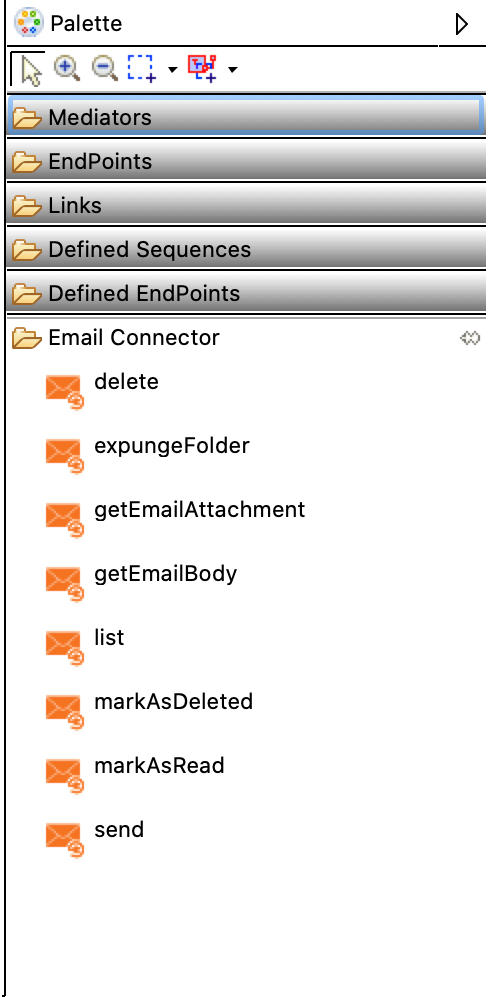 Palette
Mediators
EndPoints
Links
Defined Sequences
Defined EndPoints
Email Connector
delete
expungeFolder
getEmailAttachment
getEmailBody
list
markAsDeleted
markAsRead
send